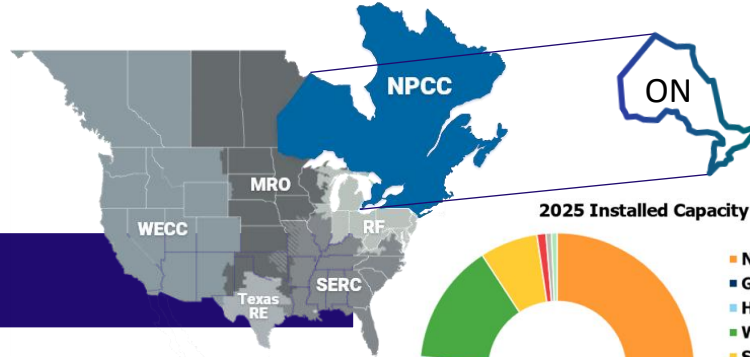 NPCC
ON
MRO
WECC
RF
SERC
Texas
RE
2025 Installed Capacity
N
G
H
W
S